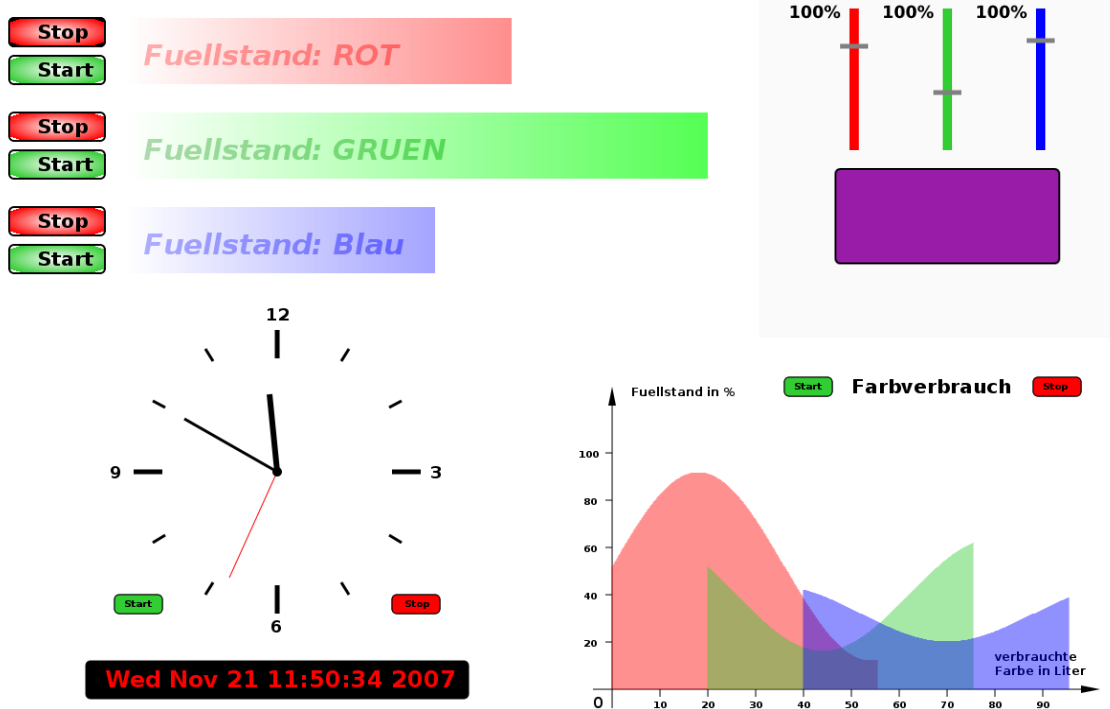 Stop
Start
Fuellstand: ROT
Stop
Start
Fuellstand: GRUEN
Stop
Start
Fuellstand: Blau
100% 100% 100%
12
9
3
6
Start
Stop
Wed Nov 21 11:50:34 2007
Fuellstand in %
Start
Farbverbrauch
Stop
100
80
60
40
20
verbrauchte
Farbe in Liter
0 10 20 30 40 50 60 70 80 90